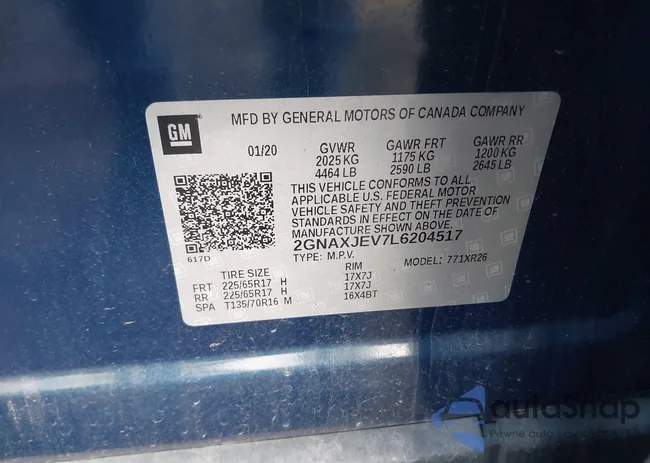 MFD BY GENERAL MOTORS OF CANADA COMPANY
GM
01/20 GVWR GAWR FRT GAWR RR
2025 KG 1175 KG 1200 KG
4464 LB 2590 LB 2645 LB
THIS VEHICLE CONFORMS TO ALL
APPLICABLE U.S. FEDERAL MOTOR
VEHICLE SAFETY AND THEFT PREVENTION
STANDARDS IN EFFECT ON THE DATE OF
MANUFACTURE SHOWN ABOVE.
2GNAXJEV7L6204517
617D TYPE: M.P.V. MODEL: 771XR26
TIRE SIZE RIM
FRT 225/65R17 H 17X7J
RR 225/65R17 H 17X7J
SPA T135/70R16 M 16X4BT
autoSnap
Pewne auto z